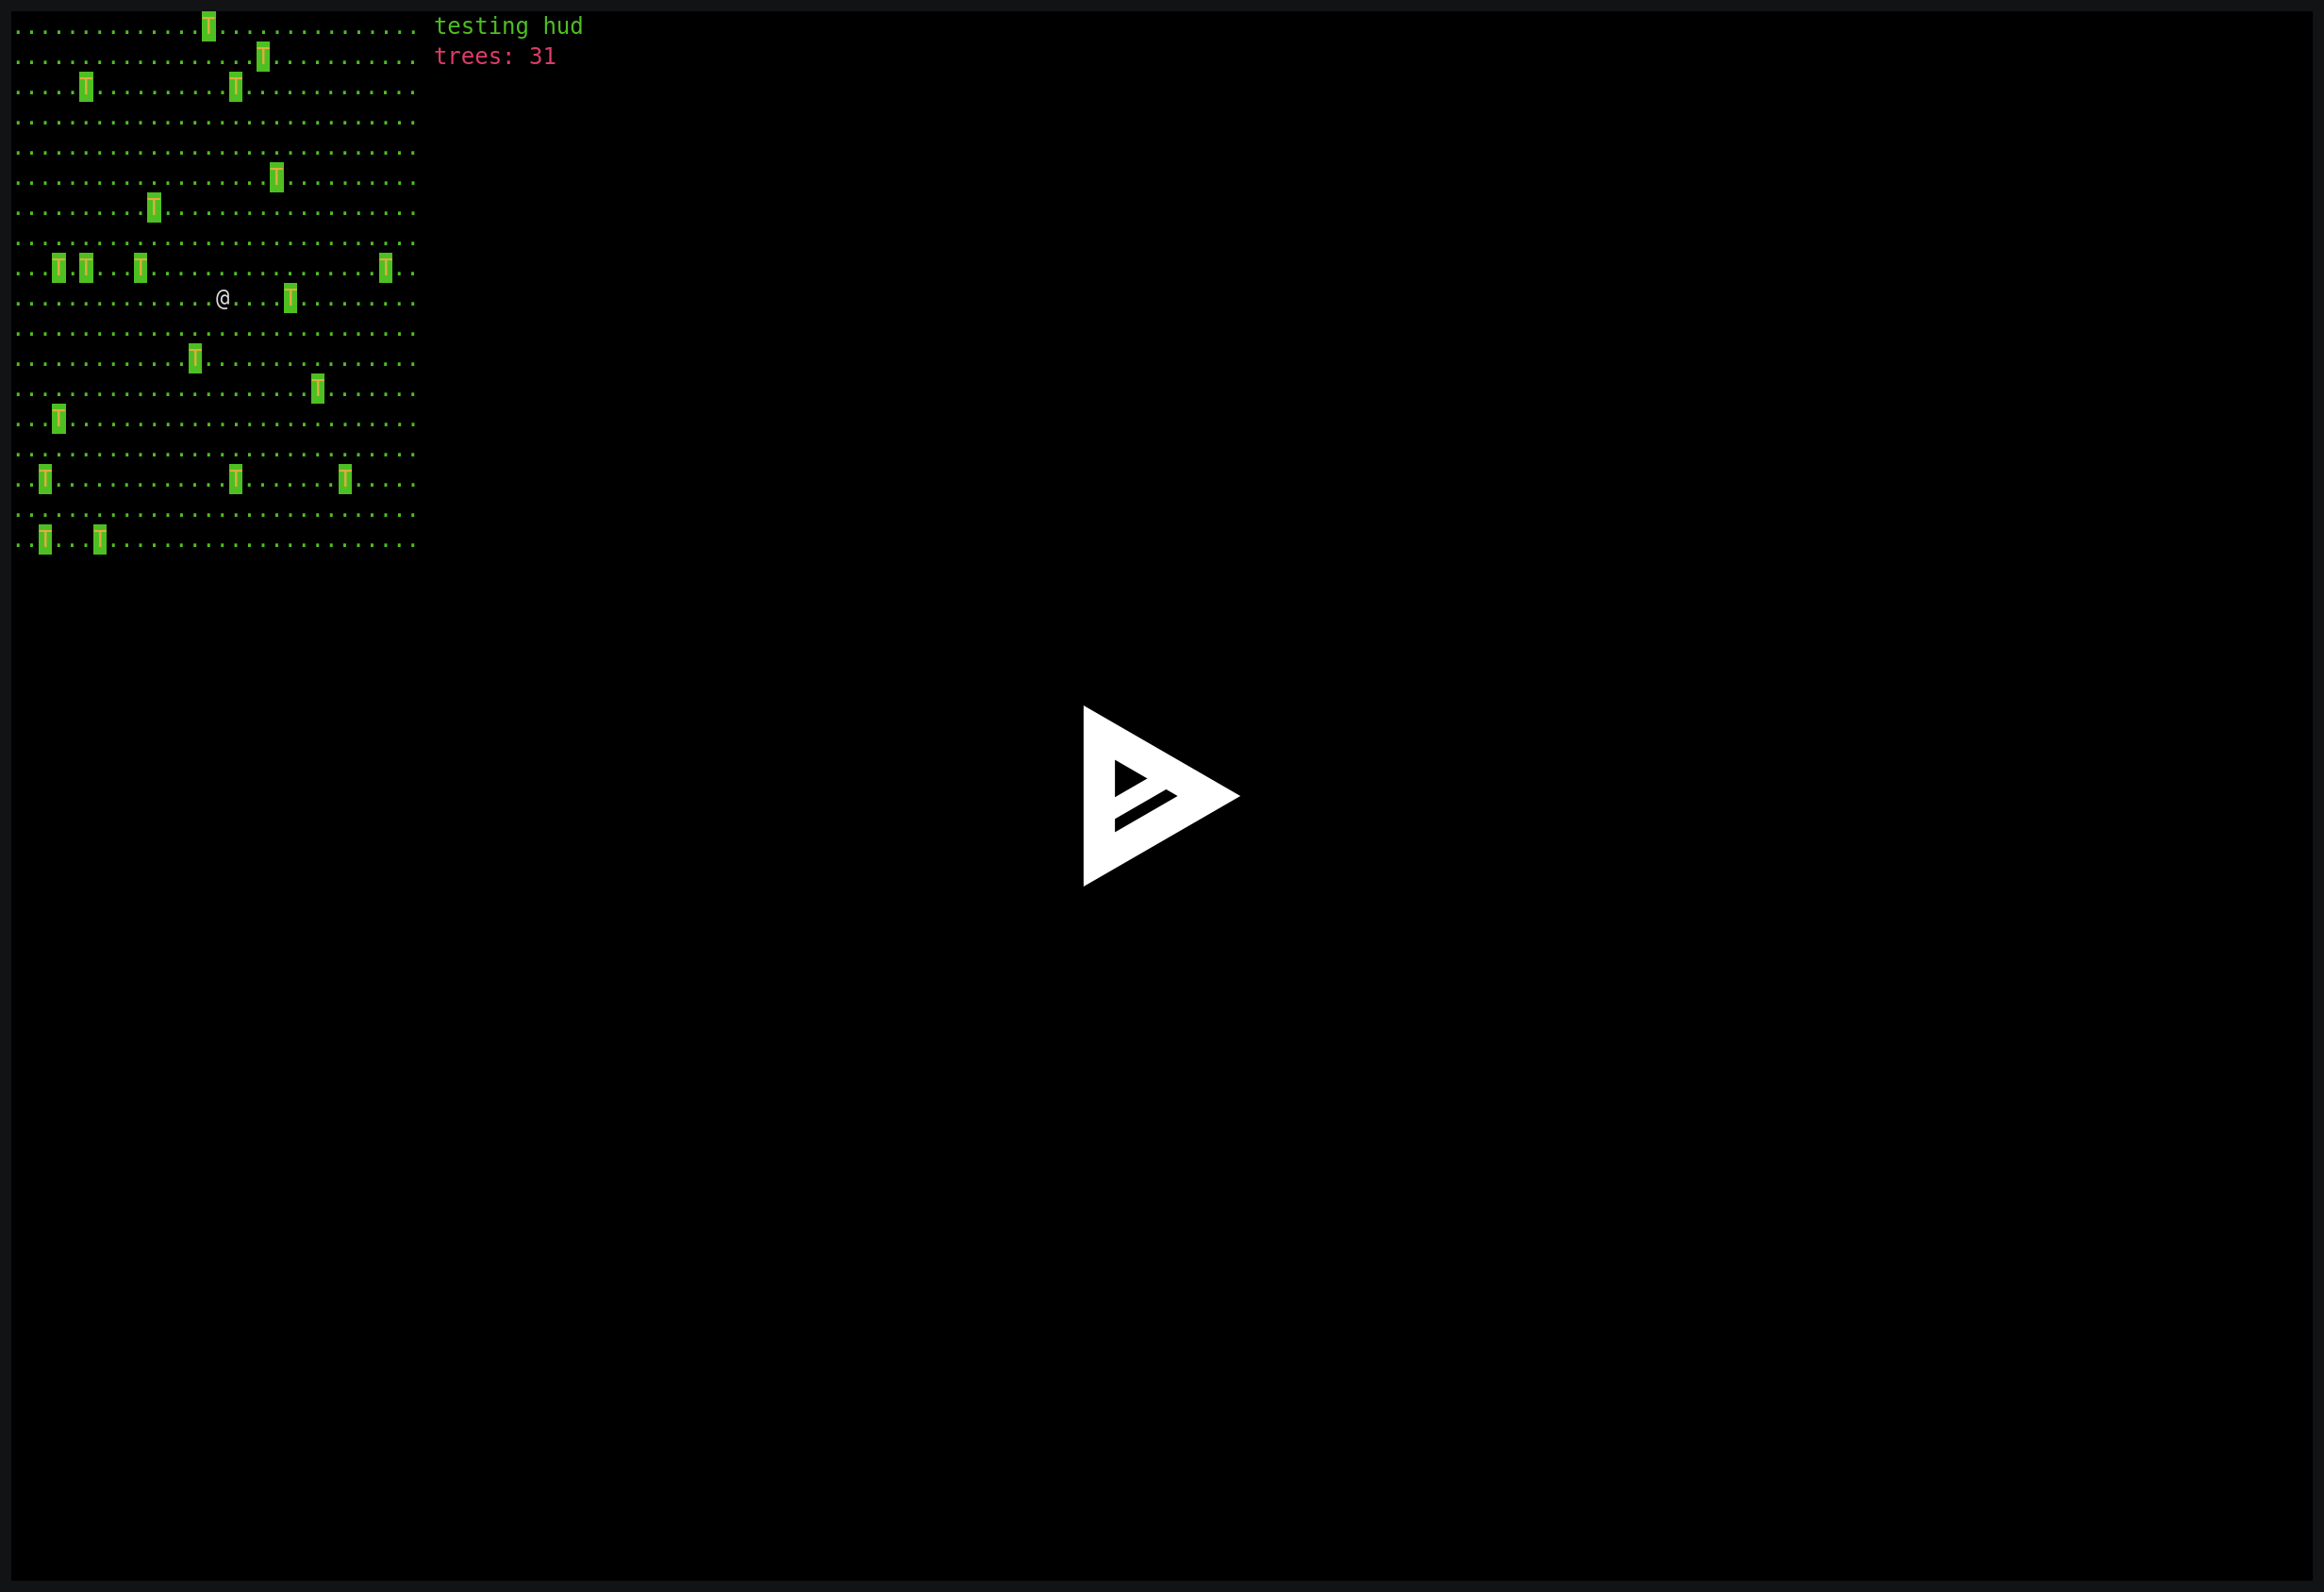 ..............T............... testing hud
..................T........... trees: 31
.....T..........T.............
..............................
..............................
...................T..........
..........T...................
..............................
...T.T...T.................T..
...............@....T.........
..............................
.............T................
......................T.......
...T..........................
..............................
..T.............T.......T.....
..............................
..T...T.......................